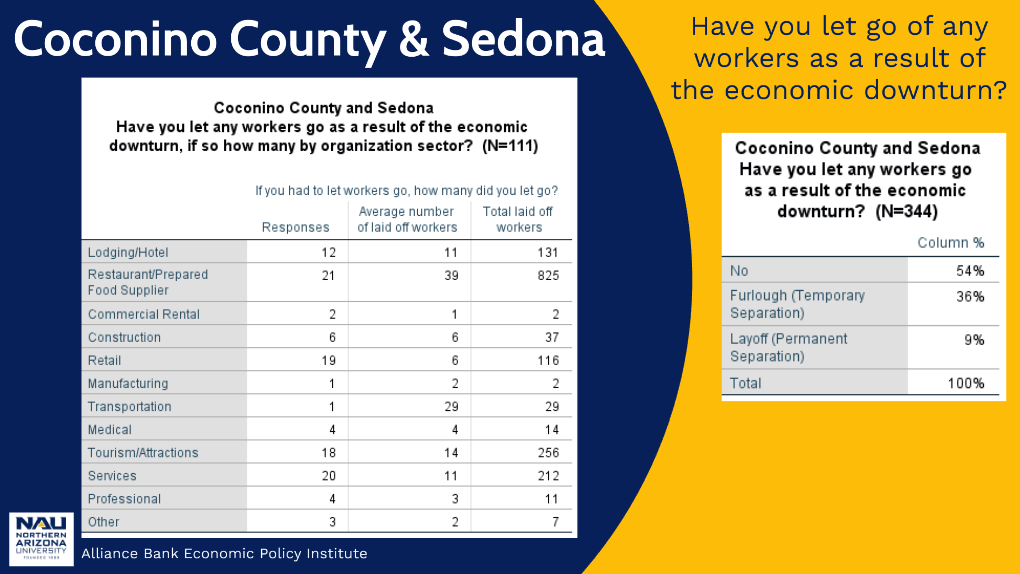 Coconino County & Sedona
Have you let go of any
workers as a result of
the economic downturn?
Coconino County and Sedona
Have you let any workers go as a result of the economic
downturn, if so how many by organization sector? (N=111)
If you had to let workers go, how many did you let go?
Responses Average number of laid off workers Total laid off workers
Lodging/Hotel 12 11 131
Restaurant/Prepared Food Supplier 21 39 825
Commercial Rental 2 1 2
Construction 6 6 37
Retail 19 6 116
Manufacturing 1 2 2
Transportation 1 29 29
Medical 4 4 14
Tourism/Attractions 18 14 256
Services 20 11 212
Professional 4 3 11
Other 3 2 7
Coconino County and Sedona
Have you let any workers go
as a result of the economic
downturn? (N=344)
Column %
No 54%
Furlough (Temporary Separation) 36%
Layoff (Permanent Separation) 9%
Total 100%
NAU
NORTHERN
ARIZONA
UNIVERSITY
FOUNDED 1899
Alliance Bank Economic Policy Institute